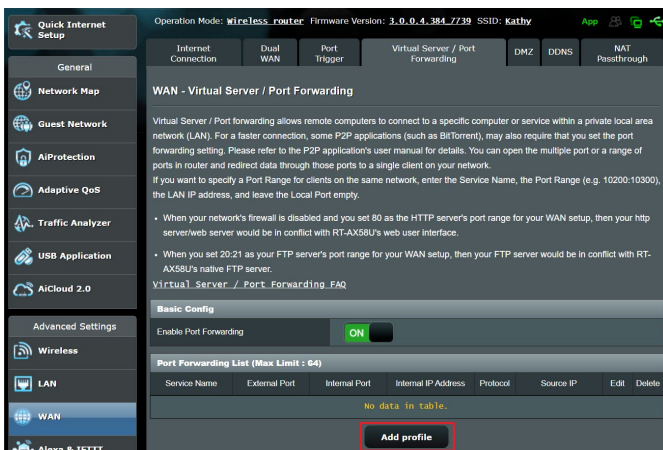 Quick Internet
Setup
Operation Mode: Wireless router Firmware Version: 3.0.0.4.384_7739 SSID: Kathy
App
General
Network Map
Guest Network
AiProtection
Adaptive QoS
Traffic Analyzer
USB Application
AiCloud 2.0
Advanced Settings
Wireless
LAN
WAN
Alexa & IFTTT
Internet
Connection
Dual
WAN
Port
Trigger
Virtual Server / Port
Forwarding
DMZ
DDNS
NAT
Passthrough
WAN - Virtual Server / Port Forwarding
Virtual Server / Port forwarding allows remote computers to connect to a specific computer or service within a private local area
network (LAN). For a faster connection, some P2P applications (such as BitTorrent), may also require that you set the port
forwarding setting. Please refer to the P2P application's user manual for details. You can open the multiple port or a range of
ports in router and redirect data through those ports to a single client on your network.
If you want to specify a Port Range for clients on the same network, enter the Service Name, the Port Range (e.g. 10200:10300),
the LAN IP address, and leave the Local Port empty.
• When your network's firewall is disabled and you set 80 as the HTTP server's port range for your WAN setup, then your http
server/web server would be in conflict with RT-AX58U's web user interface.
• When you set 20:21 as your FTP server's port range for your WAN setup, then your FTP server would be in conflict with RT-
AX58U's native FTP server.
Virtual Server / Port Forwarding FAQ
Basic Config
Enable Port Forwarding ON
Port Forwarding List (Max Limit : 64)
Service Name External Port Internal Port Internal IP Address Protocol Source IP Edit Delete
No data in table.
Add profile